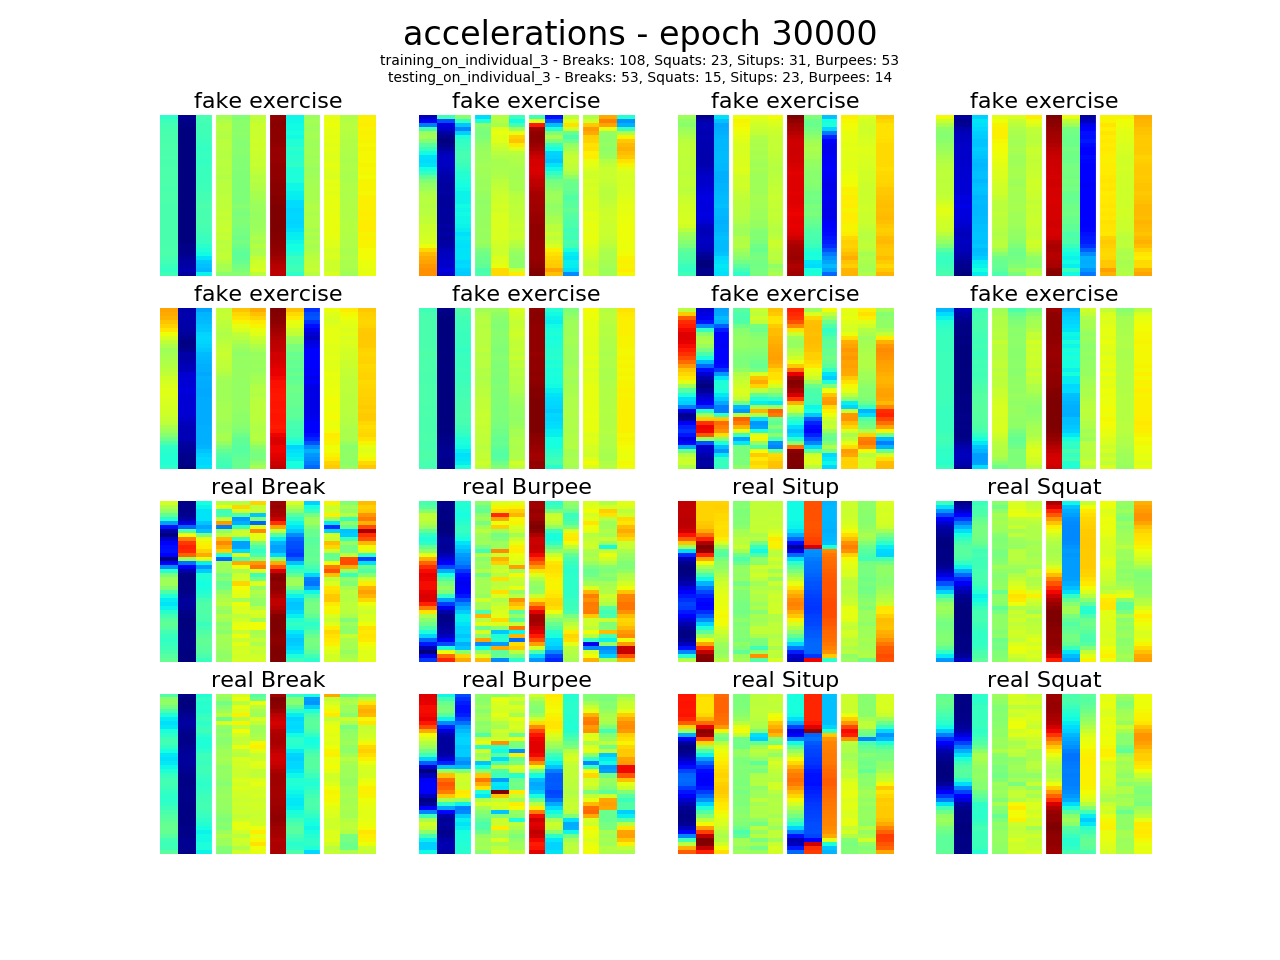 accelerations - epoch 30000
training_on_individual_3 - Breaks: 108, Squats: 23, Situps: 31, Burpees: 53
testing_on_individual_3 - Breaks: 53, Squats: 15, Situps: 23, Burpees: 14
fake exercise fake exercise fake exercise fake exercise
fake exercise fake exercise fake exercise fake exercise
real Break real Burpee real Situp real Squat
real Break real Burpee real Situp real Squat